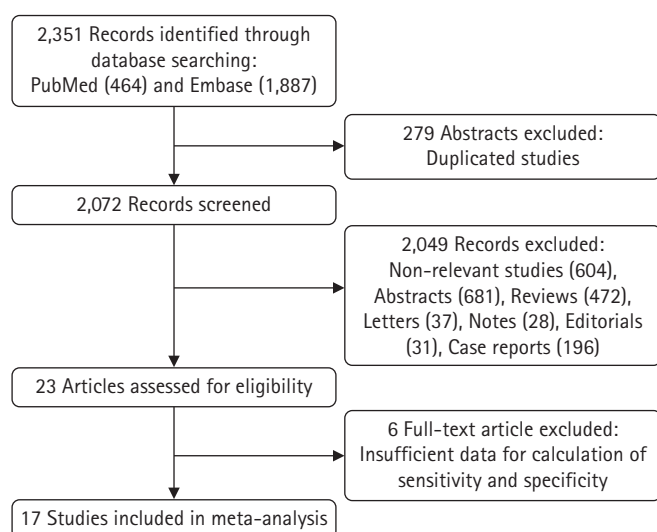 2,351 Records identified through
database searching:
PubMed (464) and Embase (1,887)
279 Abstracts excluded:
Duplicated studies
2,072 Records screened
2,049 Records excluded:
Non-relevant studies (604),
Abstracts (681), Reviews (472),
Letters (37), Notes (28), Editorials
(31), Case reports (196)
23 Articles assessed for eligibility
6 Full-text article excluded:
Insufficient data for calculation of
sensitivity and specificity
17 Studies included in meta-analysis